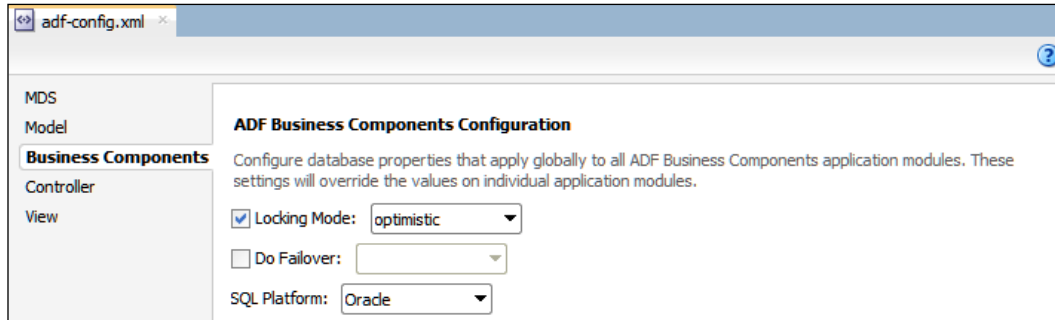 adf-config.xml
MDS
Model
Business Components
Controller
View
ADF Business Components Configuration
Configure database properties that apply globally to all ADF Business Components application modules. These
settings will override the values on individual application modules.
Locking Mode: optimistic
Do Failover:
SQL Platform: Oracle